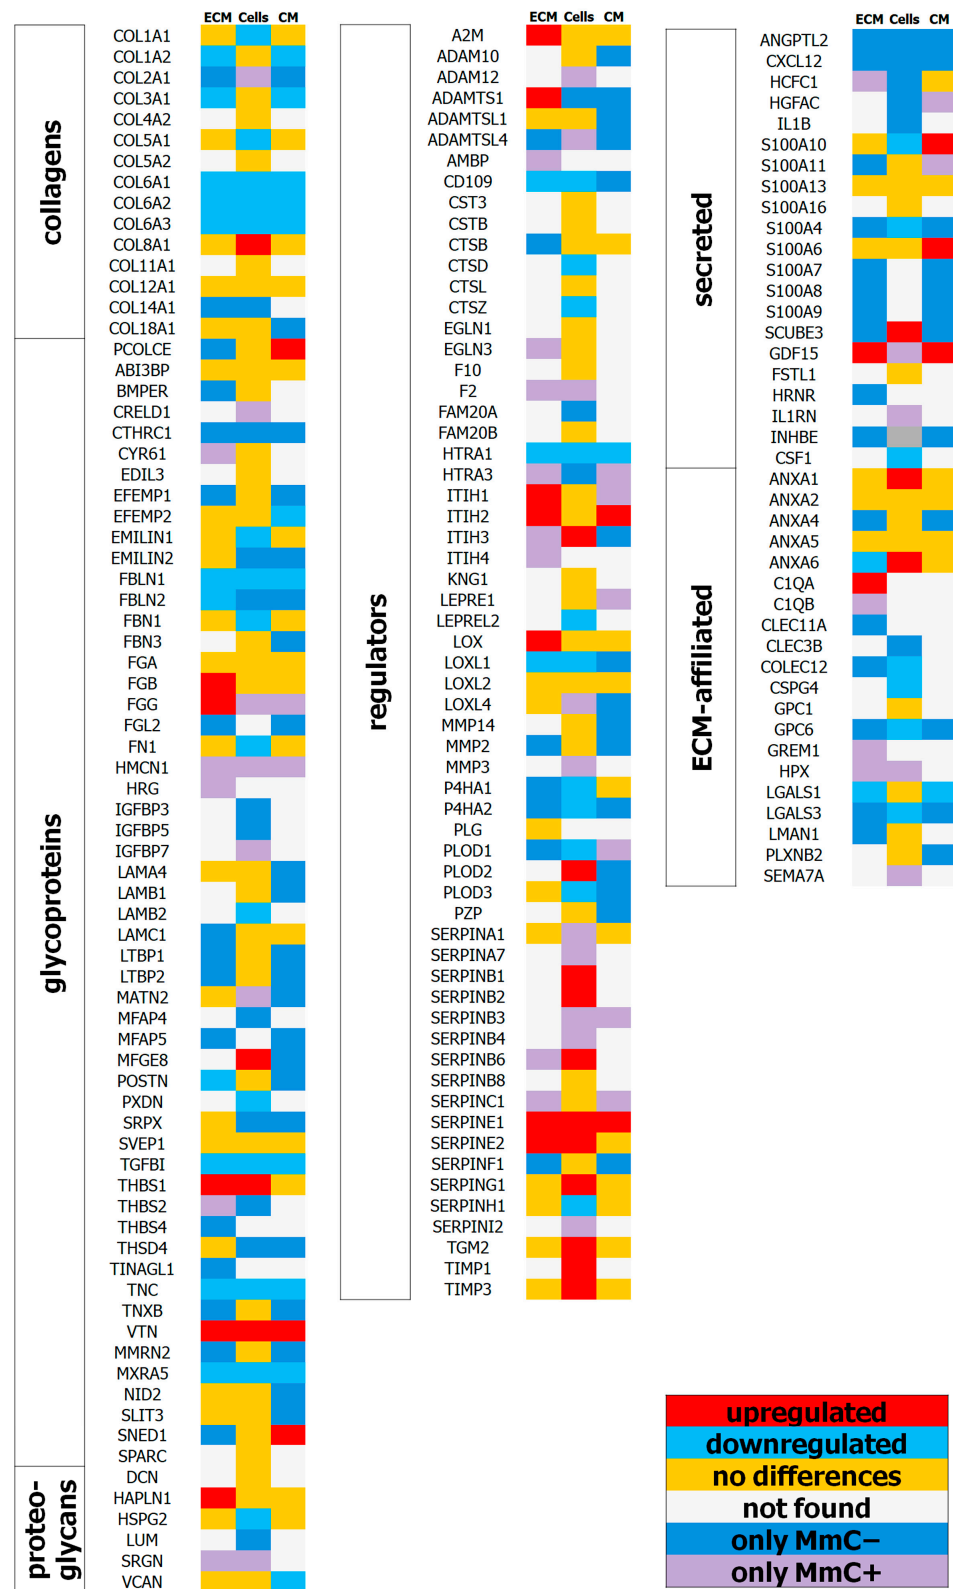 ECM Cells CM
collagens
COL1A1
COL1A2
COL2A1
COL3A1
COL4A2
COL5A1
COL5A2
COL6A1
COL6A2
COL6A3
COL8A1
COL11A1
COL12A1
COL14A1
COL18A1
glycoproteins
PCOLCE
ABI3BP
BMPER
CRELD1
CTHRC1
CYR61
EDIL3
EFEMP1
EFEMP2
EMILIN1
EMILIN2
FBLN1
FBLN2
FBN1
FBN3
FGA
FGB
FGG
FGL2
FN1
HMCN1
HRG
IGFBP3
IGFBP5
IGFBP7
LAMA4
LAMB1
LAMB2
LAMC1
LTBP1
LTBP2
MATN2
MFAP4
MFAP5
MFGE8
POSTN
PXDN
SRPX
SVEP1
TGFBI
THBS1
THBS2
THBS4
THSD4
TINAGL1
TNC
TNXB
VTN
MMRN2
MXRA5
NID2
SLIT3
SNED1
SPARC
proteo-
glycans
DCN
HAPLN1
HSPG2
LUM
SRGN
VCAN
ECM Cells CM
regulators
A2M
ADAM10
ADAM12
ADAMTS1
ADAMTSL1
ADAMTSL4
AMBP
CD109
CST3
CSTB
CTSB
CTSD
CTSL
CTSZ
EGLN1
EGLN3
F10
F2
FAM20A
FAM20B
HTRA1
HTRA3
ITIH1
ITIH2
ITIH3
ITIH4
KNG1
LEPRE1
LEPREL2
LOX
LOXL1
LOXL2
LOXL4
MMP14
MMP2
MMP3
P4HA1
P4HA2
PLG
PLOD1
PLOD2
PLOD3
PZP
SERPINA1
SERPINA7
SERPINB1
SERPINB2
SERPINB3
SERPINB4
SERPINB6
SERPINB8
SERPINC1
SERPINE1
SERPINE2
SERPINF1
SERPING1
SERPINH1
SERPINI2
TGM2
TIMP1
TIMP3
ECM Cells CM
secreted
ANGPTL2
CXCL12
HCFC1
HGFAC
IL1B
S100A10
S100A11
S100A13
S100A16
S100A4
S100A6
S100A7
S100A8
S100A9
SCUBE3
GDF15
FSTL1
HRNR
IL1RN
INHBE
CSF1
ECM-affiliated
ANXA1
ANXA2
ANXA4
ANXA5
ANXA6
C1QA
C1QB
CLEC11A
CLEC3B
COLEC12
CSPG4
GPC1
GPC6
GREM1
HPX
LGALS1
LGALS3
LMAN1
PLXNB2
SEMA7A
upregulated
downregulated
no differences
not found
only MmC−
only MmC+